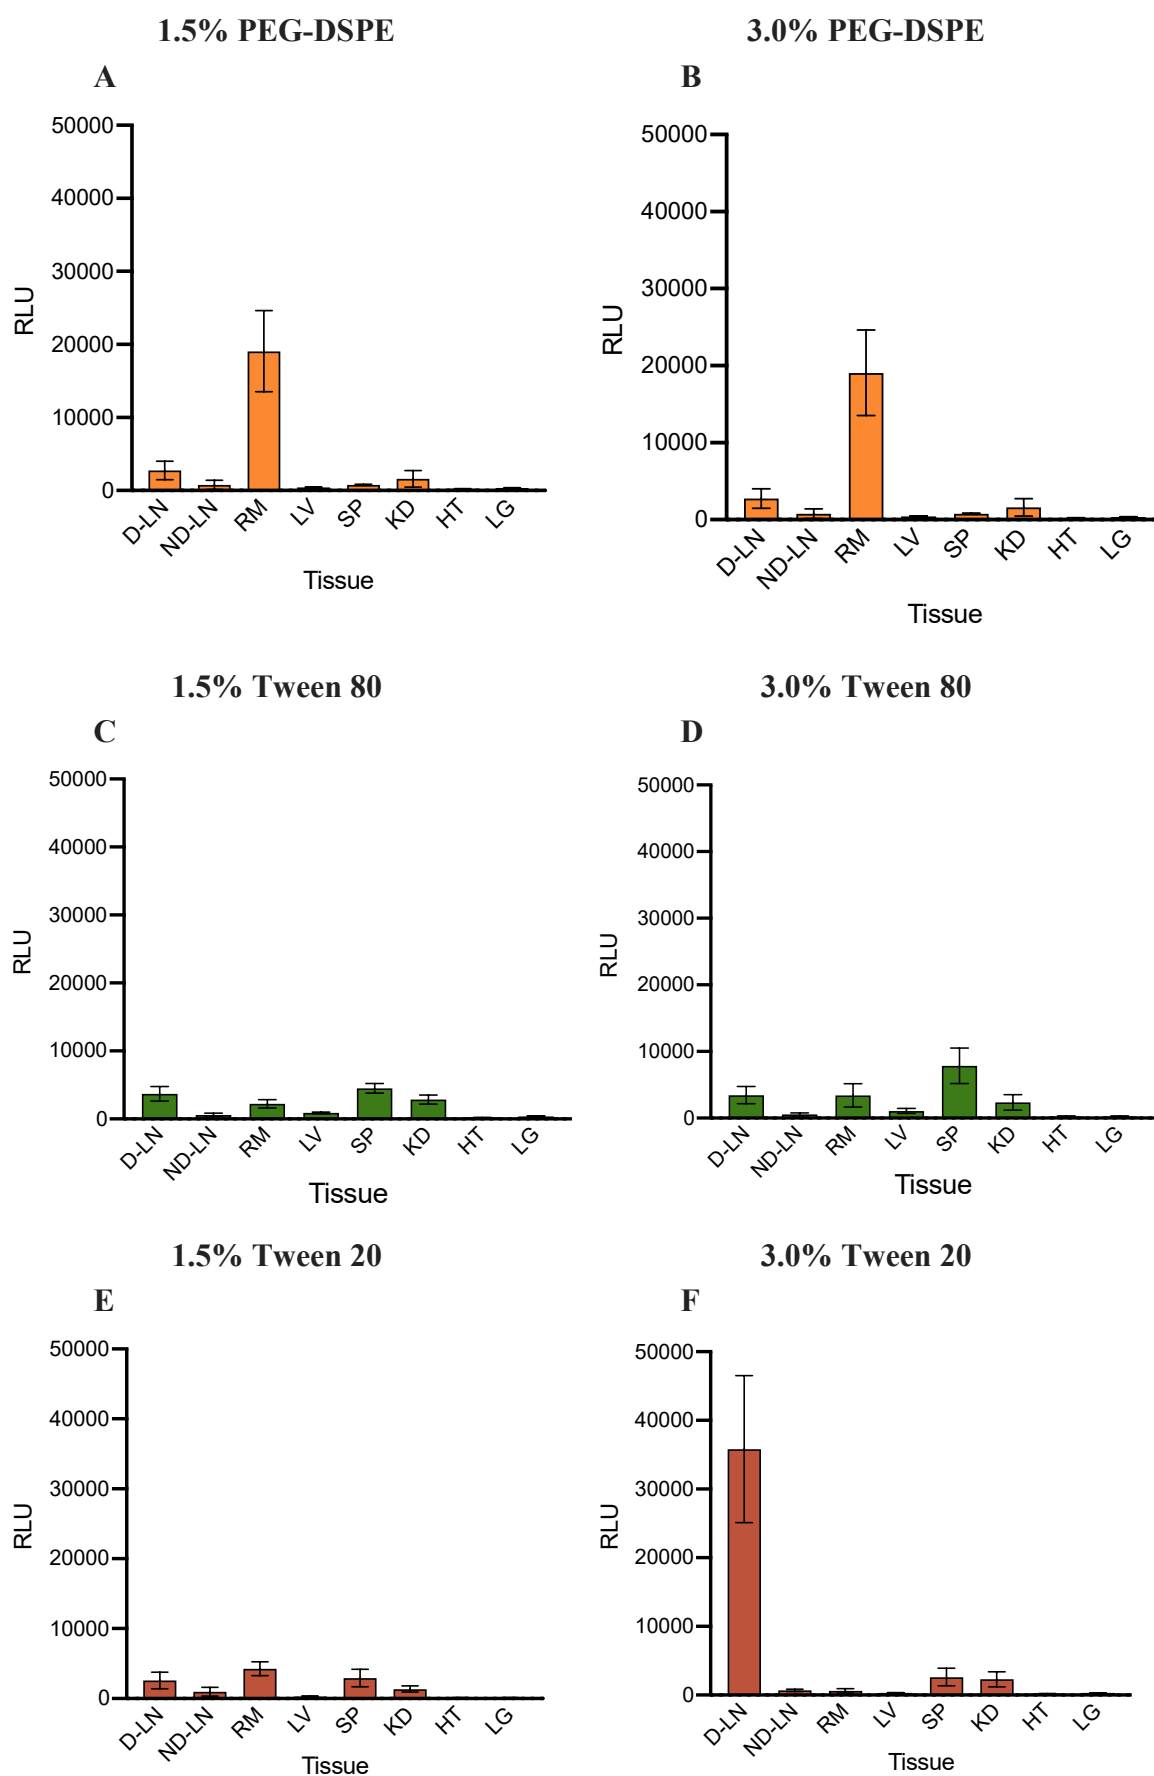 1.5% PEG-DSPE
3.0% PEG-DSPE
A
B
50000
40000
30000
20000
10000
0
RLU
D-LN
ND-LN
RM
LV
SP
KD
HT
LG
Tissue
50000
40000
30000
20000
10000
0
RLU
D-LN
ND-LN
RM
LV
SP
KD
HT
LG
Tissue
1.5% Tween 80
3.0% Tween 80
C
D
50000
40000
30000
20000
10000
0
RLU
D-LN
ND-LN
RM
LV
SP
KD
HT
LG
Tissue
50000
40000
30000
20000
10000
0
RLU
D-LN
ND-LN
RM
LV
SP
KD
HT
LG
Tissue
1.5% Tween 20
3.0% Tween 20
E
F
50000
40000
30000
20000
10000
0
RLU
D-LN
ND-LN
RM
LV
SP
KD
HT
LG
Tissue
50000
40000
30000
20000
10000
0
RLU
D-LN
ND-LN
RM
LV
SP
KD
HT
LG
Tissue